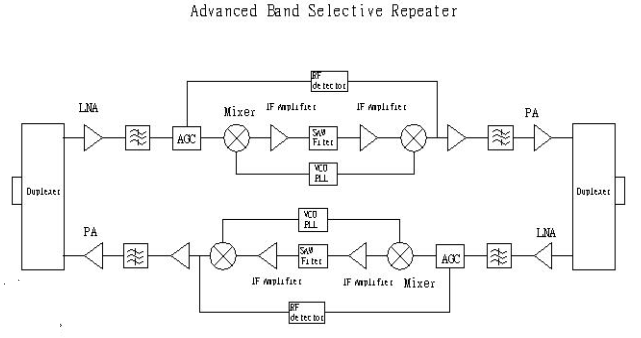 Advanced Band Selective Repeater
RF
detector
LNA
Mixer
IF Amplifier
IF Amplifier
PA
AGC
SAW
Filter
VCO
PLL
Duplexer
Duplexer
VCO
PLL
PA
LNA
SAW
Filter
AGC
IF Amplifier
IF Amplifier
Mixer
RF
detector